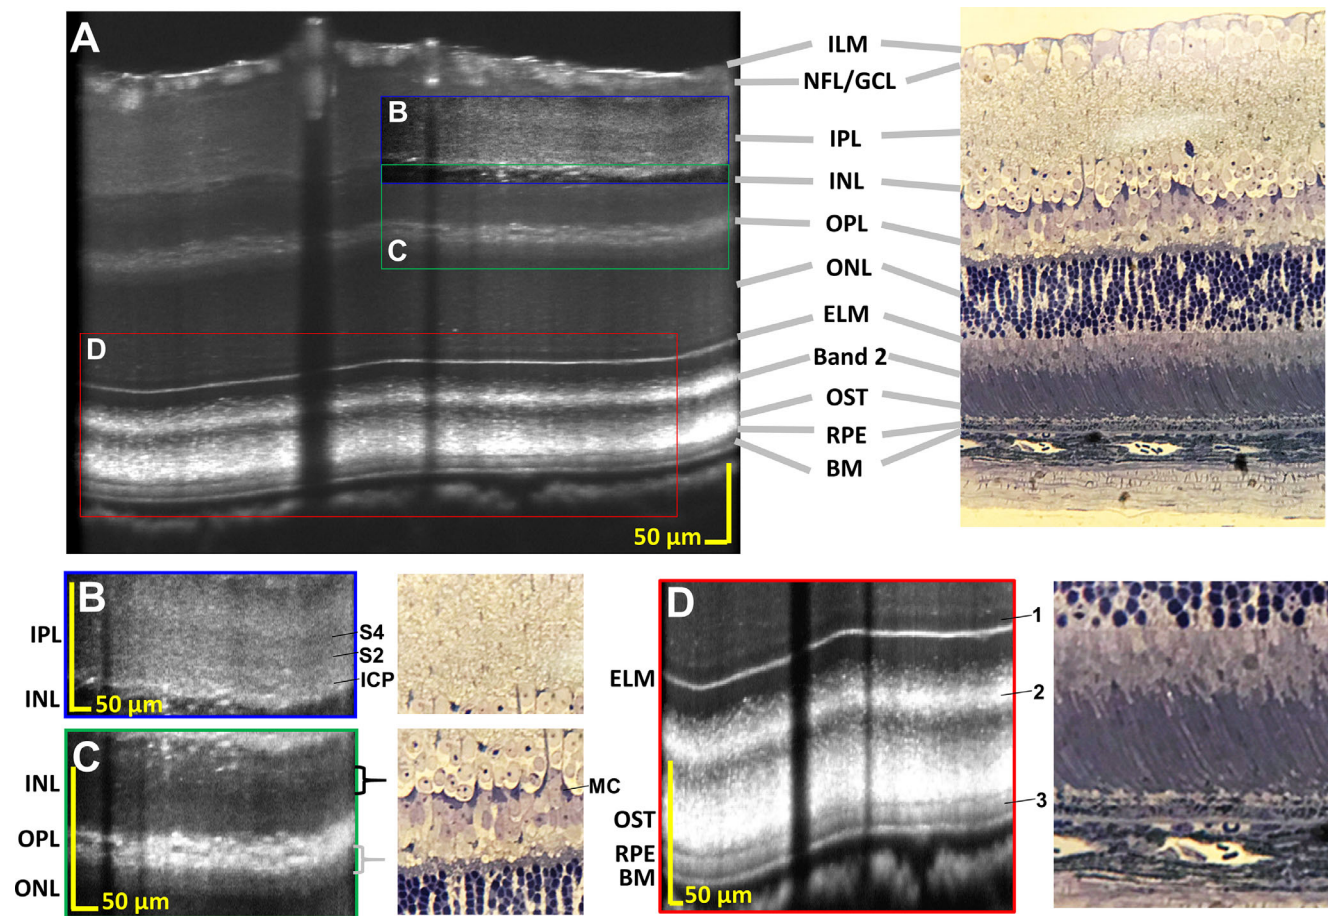 A
B
C
D
50 µm
ILM
NFL/GCL
IPL
INL
OPL
ONL
ELM
Band 2
OST
RPE
BM
B
IPL
INL
S4
S2
ICP
50 µm
C
INL
OPL
ONL
MC
50 µm
D
ELM
OST
RPE
BM
1
2
3
50 µm